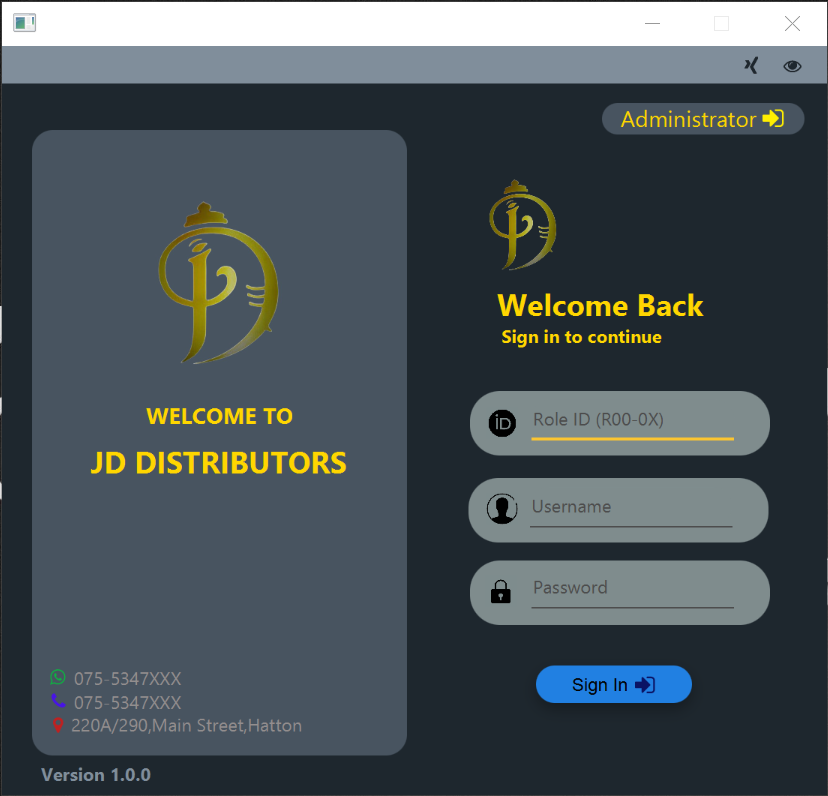 Administrator
WELCOME TO
JD DISTRIBUTORS
075-5347XXX
075-5347XXX
220A/290,Main Street,Hatton
Version 1.0.0
Welcome Back
Sign in to continue
iD
Role ID (R00-0X)
Username
Password
Sign In